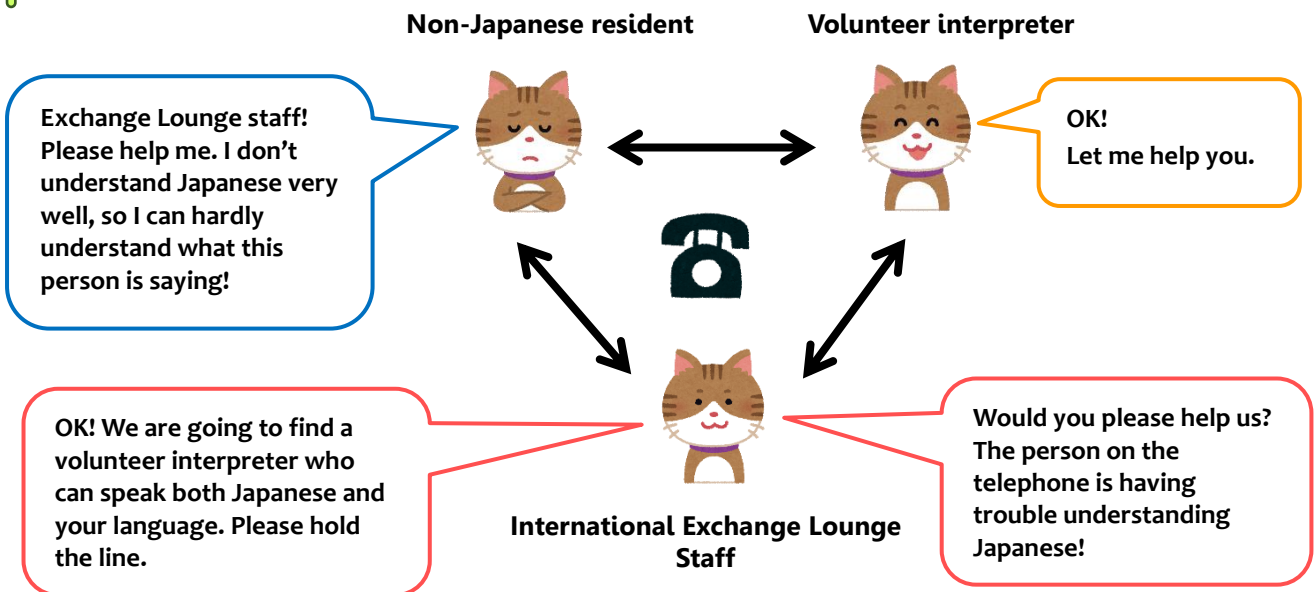 Non-Japanese resident
Volunteer interpreter
Exchange Lounge staff!
Please help me. I don’t
understand Japanese very
well, so I can hardly
understand what this
person is saying!
OK!
Let me help you.
OK! We are going to find a
volunteer interpreter who
can speak both Japanese and
your language. Please hold
the line.
International Exchange Lounge
Staff
Would you please help us?
The person on the
telephone is having
trouble understanding
Japanese!